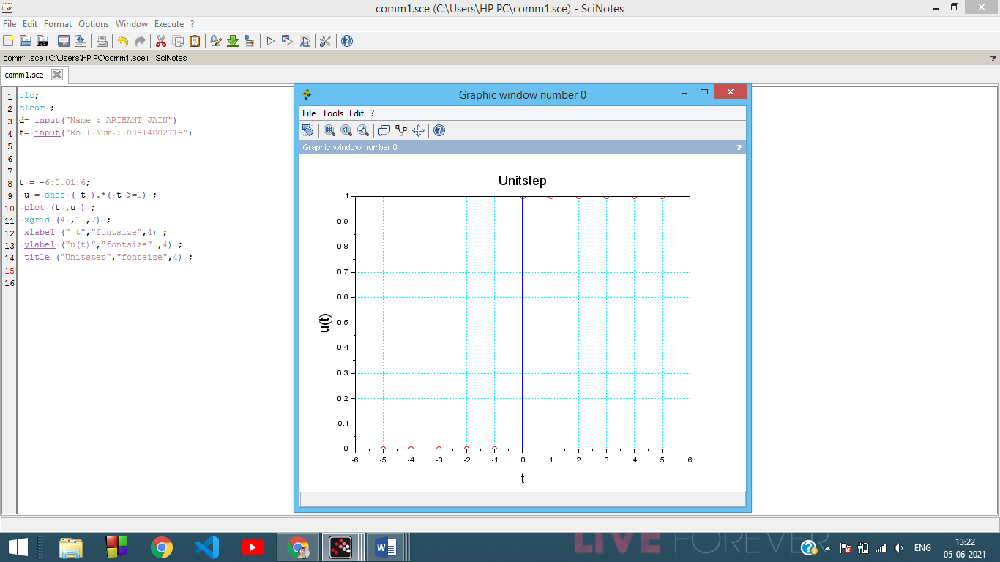 comm1.sce (C:\Users\HP PC\comm1.sce) - SciNotes
File Edit Format Options Window Execute ?
comm1.sce (C:\Users\HP PC\comm1.sce) - SciNotes ?
comm1.sce
1 clc;
2 clear ;
3 d= input("Name : ARIHANT JAIN")
4 f= input("Roll Num : 08914802719")
5
6
7
8 t = -6:0.01:6;
9 u = ones ( t ).*( t >=0) ;
10 plot (t ,u ) ;
11 xgrid (4 ,1 ,7) ;
12 xlabel (" t","fontsize",4) ;
13 ylabel ("u(t)","fontsize" ,4) ;
14 title ("Unitstep","fontsize",4) ;
15
16
Graphic window number 0
File Tools Edit ?
Graphic window number 0 ?
Unitstep
1
0.9
0.8
0.7
0.6
0.5
0.4
0.3
0.2
0.1
0
u(t)
-6 -5 -4 -3 -2 -1 0 1 2 3 4 5 6
t
LIVE FOREVER
ENG
13:22
05-06-2021